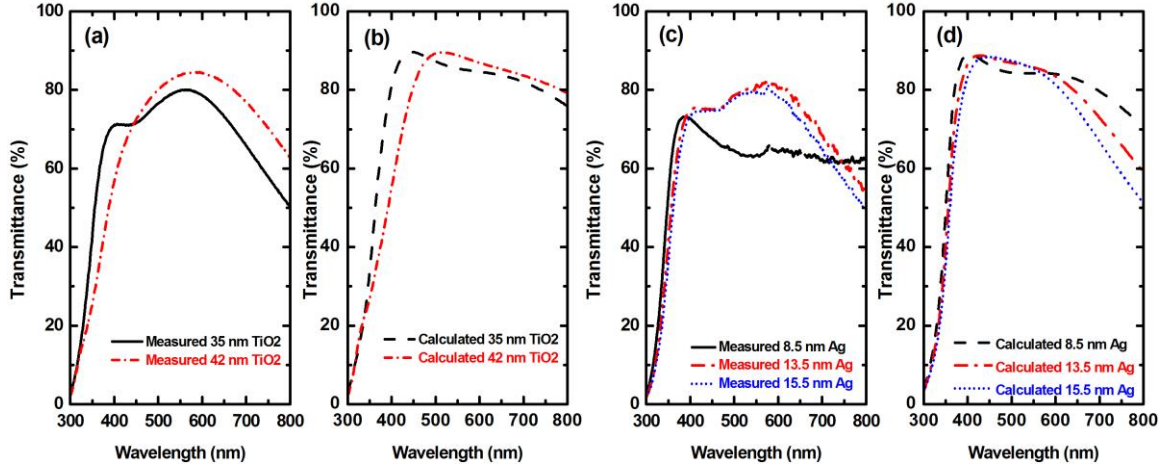 (a)
100
80
60
40
20
0
Transmittance (%)
Measured 35 nm TiO2
Measured 42 nm TiO2
300 400 500 600 700 800
Wavelength (nm)
(b)
100
80
60
40
20
0
Transmittance (%)
Calculated 35 nm TiO2
Calculated 42 nm TiO2
300 400 500 600 700 800
Wavelength (nm)
(c)
100
80
60
40
20
0
Transmittance (%)
Measured 8.5 nm Ag
Measured 13.5 nm Ag
Measured 15.5 nm Ag
300 400 500 600 700 800
Wavelength (nm)
(d)
100
80
60
40
20
0
Transmittance (%)
Calculated 8.5 nm Ag
Calculated 13.5 nm Ag
Calculated 15.5 nm Ag
300 400 500 600 700 800
Wavelength (nm)